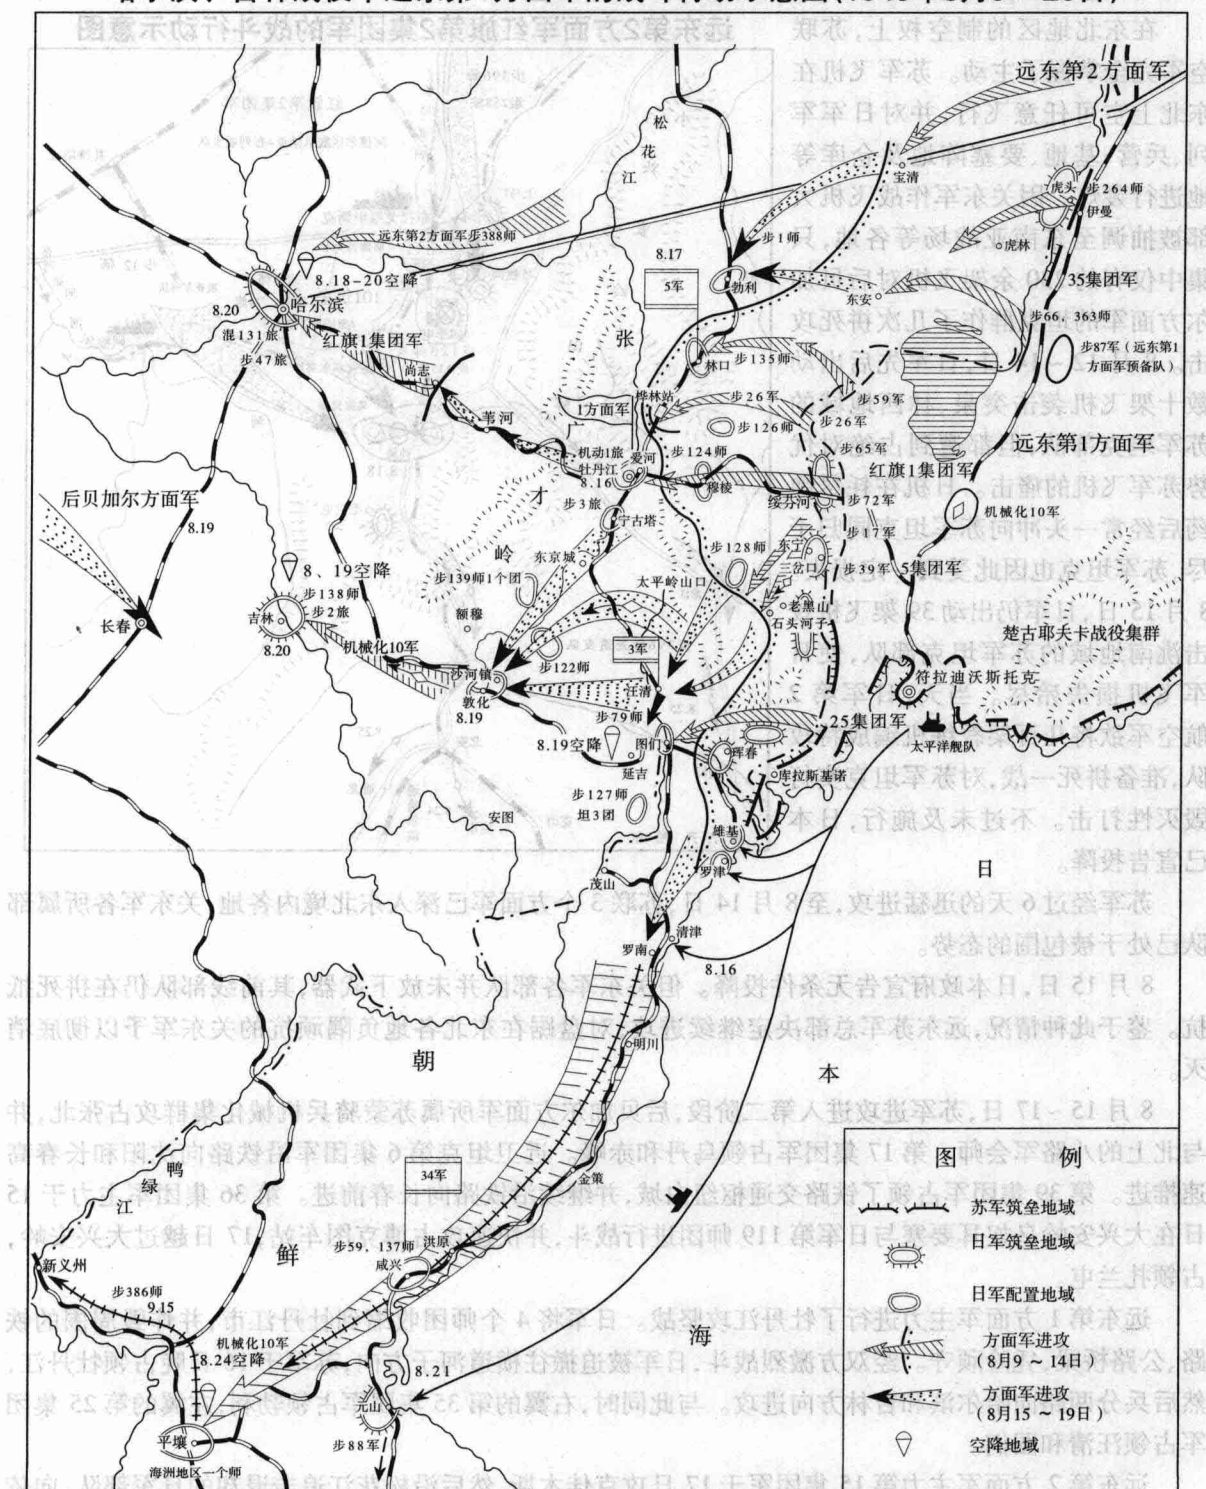 远东第2方面军
松
花
江
宝清
虎头
步264师
伊曼
虎林
远东第2方面军步388师
步1师
8.17
5军
勃利
8.18-20空降
东安
35集团军
8.20
哈尔滨
混131旅
步47旅
红旗1集团军
步66，363师
步87军（远东第1
方面军预备队）
张
林口
步135师
尚志
桦林站
步26军
步59军
苇河
1方面军
广
步126师
步26军
远东第1方面军
步65军
机动1旅
牡丹江
8.16
爱河
步124师
红旗1集团军
后贝加尔方面军
才
穆棱
绥芬河
步72军
机械化10军
8.19
步3旅
宁古塔
步17军
岭
东京城
步128师
东宁
三岔口
步39军
5集团军
8、19空降
步139师1个团
太平岭山口
步138师
步2旅
额穆
老黑山
石头河子
长春
吉林
8.20
楚古耶夫卡战役集群
机械化10军
步122师
3军
沙河镇
敦化
8.19
汪清
符拉迪沃斯托克
步79师
25集团军
太平洋舰队
8.19空降
图们
珲春
延吉
库拉斯基诺
步127师
坦3团
安图
雄基
罗津
日
茂山
清津
罗南
8.16
明川
朝
本
鸭
绿
江
34军
金策
洪原
步59，137师
咸兴
鲜
新义州
步386师
9.15
海
机械化10军
8.24空降
8.21
元山
平壤
步88军
海洲地区一个师
图 例
苏军筑垒地域
日军筑垒地域
日军配置地域
方面军进攻
（8月9～14日）
方面军进攻
（8月15～19日）
空降地域